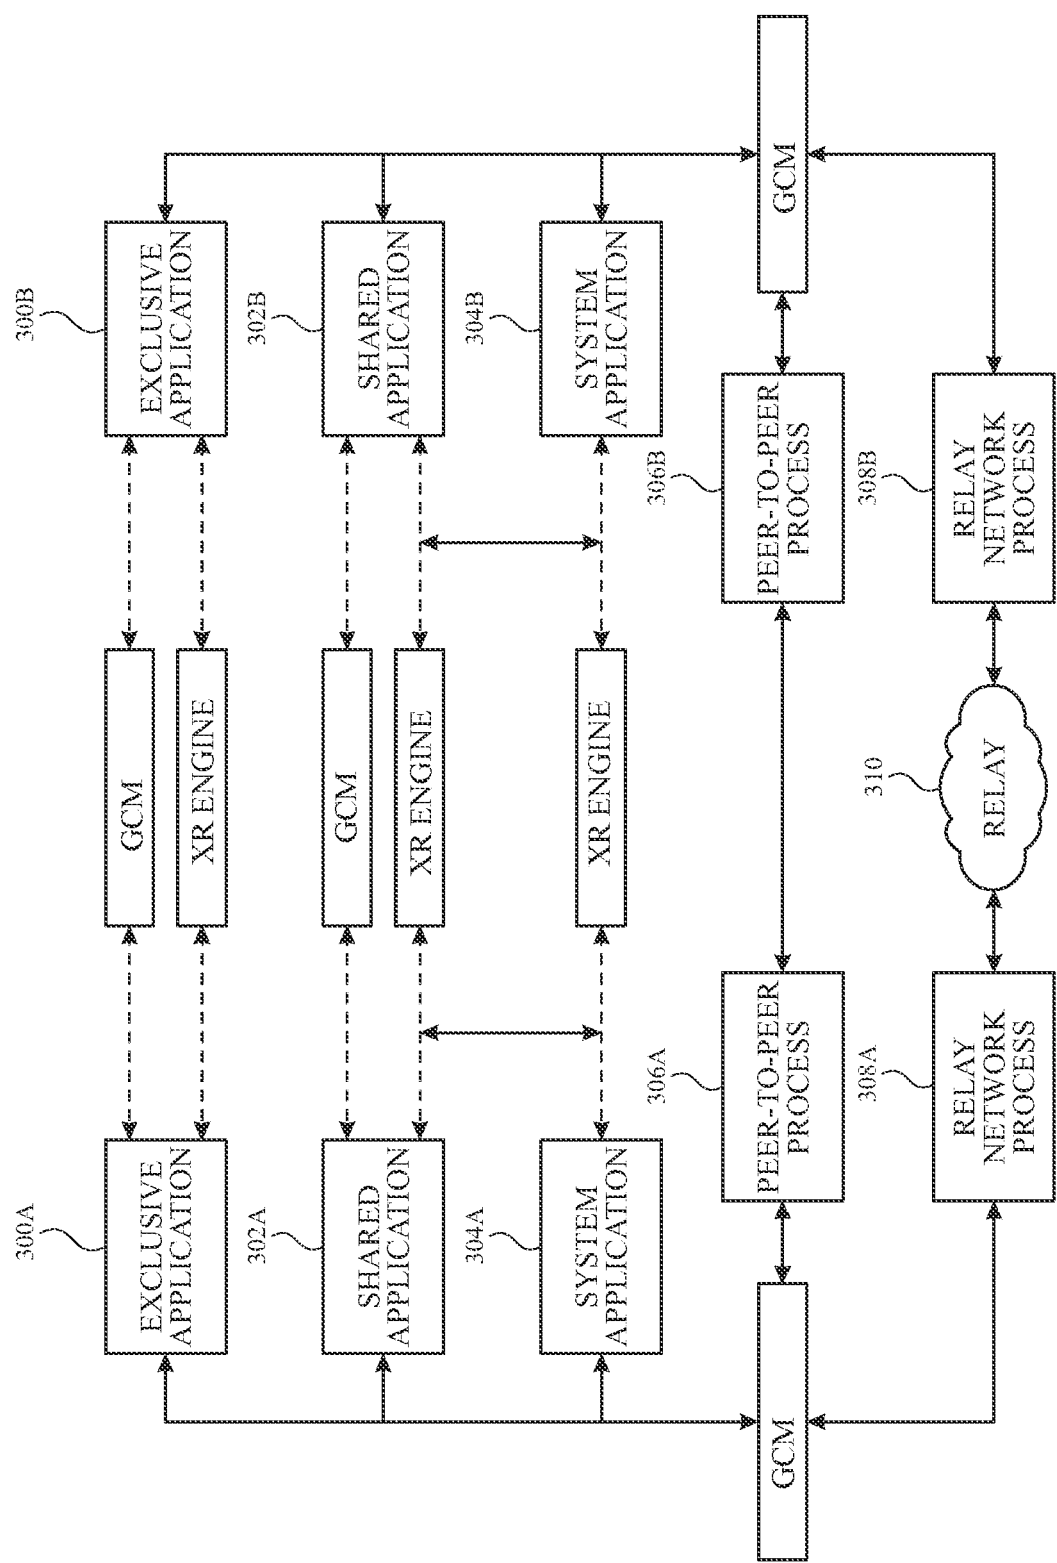 300A
EXCLUSIVE
APPLICATION
GCM
XR ENGINE
300B
EXCLUSIVE
APPLICATION
302A
SHARED
APPLICATION
GCM
XR ENGINE
302B
SHARED
APPLICATION
304A
SYSTEM
APPLICATION
XR ENGINE
304B
SYSTEM
APPLICATION
GCM
306A
PEER-TO-PEER
PROCESS
306B
PEER-TO-PEER
PROCESS
GCM
308A
RELAY
NETWORK
PROCESS
310
RELAY
308B
RELAY
NETWORK
PROCESS